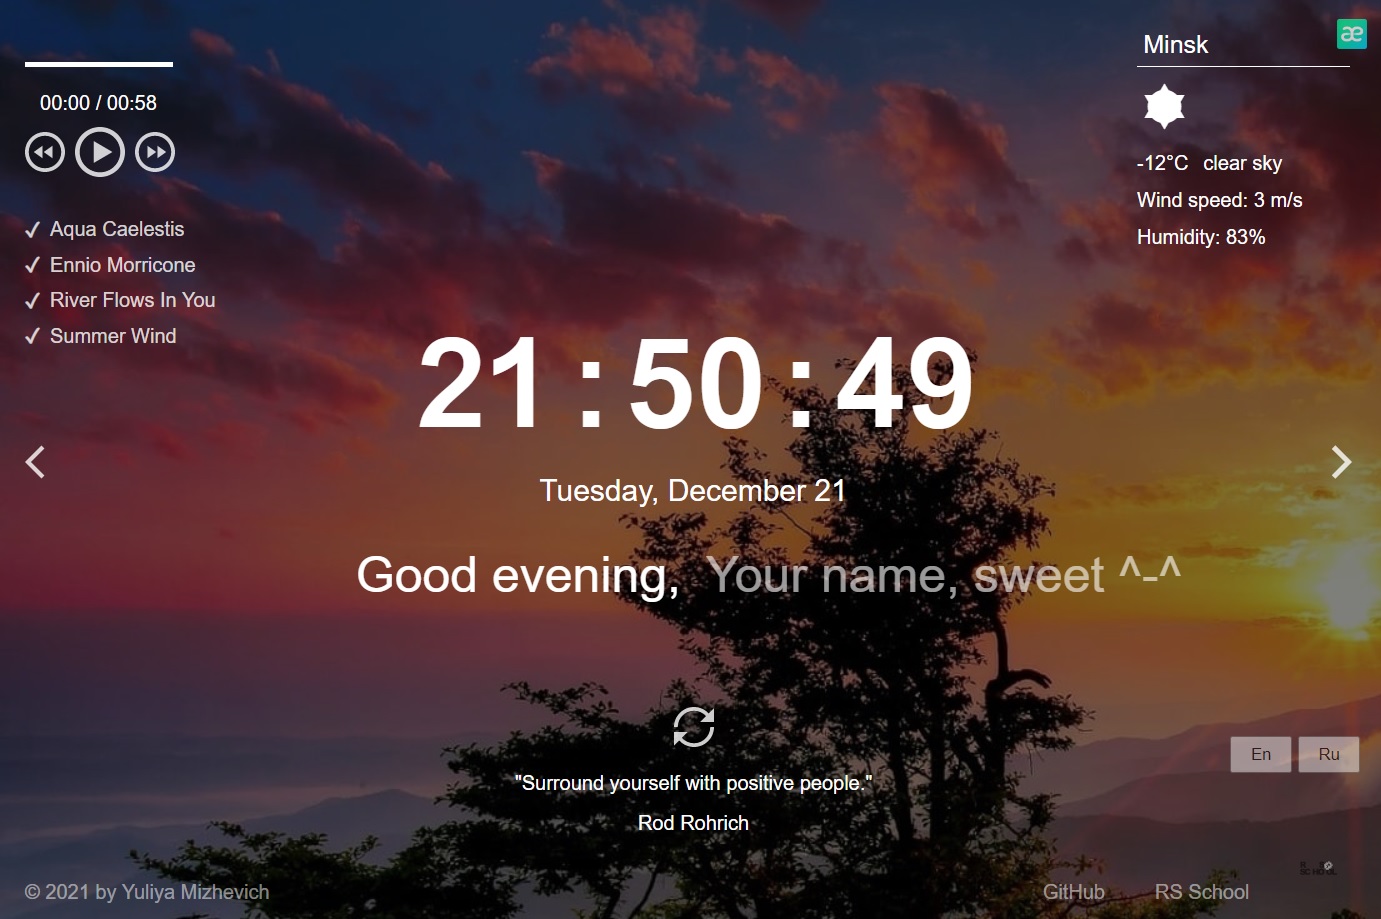 Minsk
æ
00:00 / 00:58
-12°C clear sky
Wind speed: 3 m/s
Humidity: 83%
Aqua Caelestis
Ennio Morricone
River Flows In You
Summer Wind
21:50:49
Tuesday, December 21
Good evening, Your name, sweet ^-^
"Surround yourself with positive people."
Rod Rohrich
En Ru
© 2021 by Yuliya Mizhevich
GitHub RS School